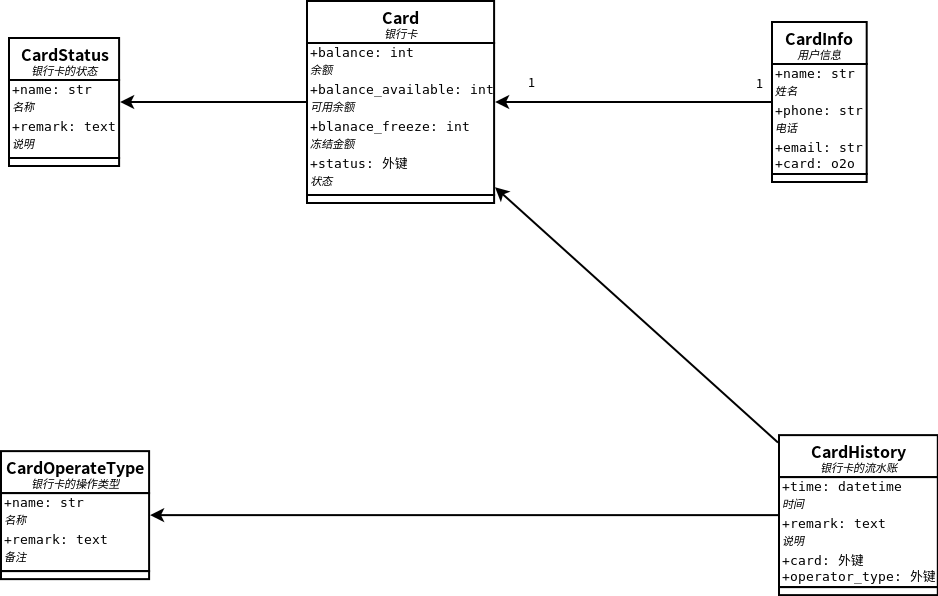 CardStatus
银行卡的状态
+name: str
名称
+remark: text
说明
Card
银行卡
+balance: int
余额
+balance_available: int
可用余额
+blanace_freeze: int
冻结金额
+status: 外键
状态
1
1
CardInfo
用户信息
+name: str
姓名
+phone: str
电话
+email: str
+card: o2o
CardOperateType
银行卡的操作类型
+name: str
名称
+remark: text
备注
CardHistory
银行卡的流水账
+time: datetime
时间
+remark: text
说明
+card: 外键
+operator_type: 外键